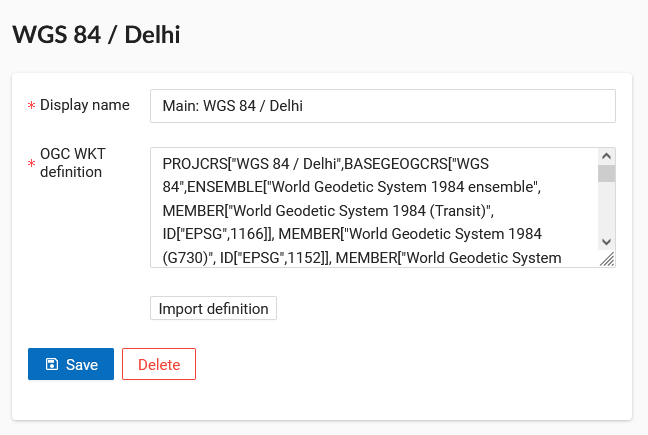 WGS 84 / Delhi
* Display name
Main: WGS 84 / Delhi
* OGC WKT
definition
PROJCRS["WGS 84 / Delhi",BASEGEOGCRS["WGS
84",ENSEMBLE["World Geodetic System 1984 ensemble",
MEMBER["World Geodetic System 1984 (Transit)",
ID["EPSG",1166]], MEMBER["World Geodetic System 1984
(G730)", ID["EPSG",1152]], MEMBER["World Geodetic System
Import definition
Save
Delete